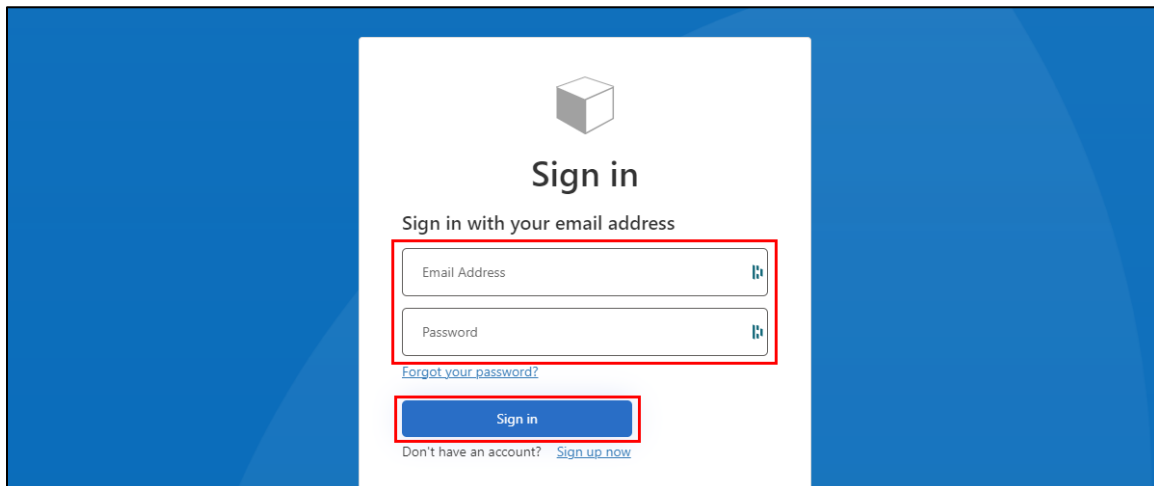 Sign in
Sign in with your email address
Email Address
Password
Forgot your password?
Sign in
Don't have an account? Sign up now